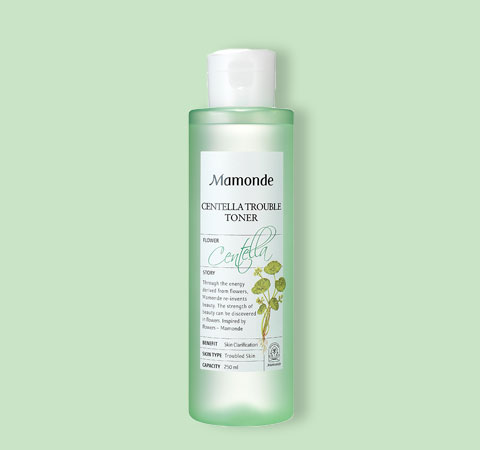 Mamonde
CENTELLA TROUBLE
TONER
FLOWER
Centella
STORY
Through the energy
derived from flowers,
Mamonde re-invents
beauty. The strength of
beauty can be discovered
in flowers. Inspired by
flowers - Mamonde
BENEFIT Skin Clarification
SKIN TYPE Troubled Skin
CAPACITY 250 ml